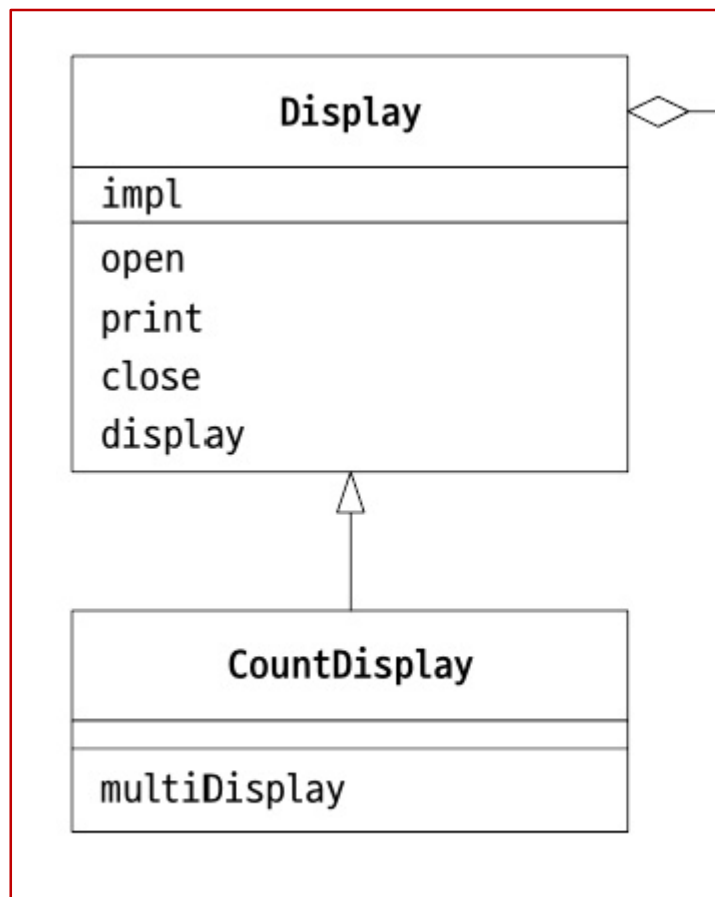 Display
impl
open
print
close
display
CountDisplay
multiDisplay